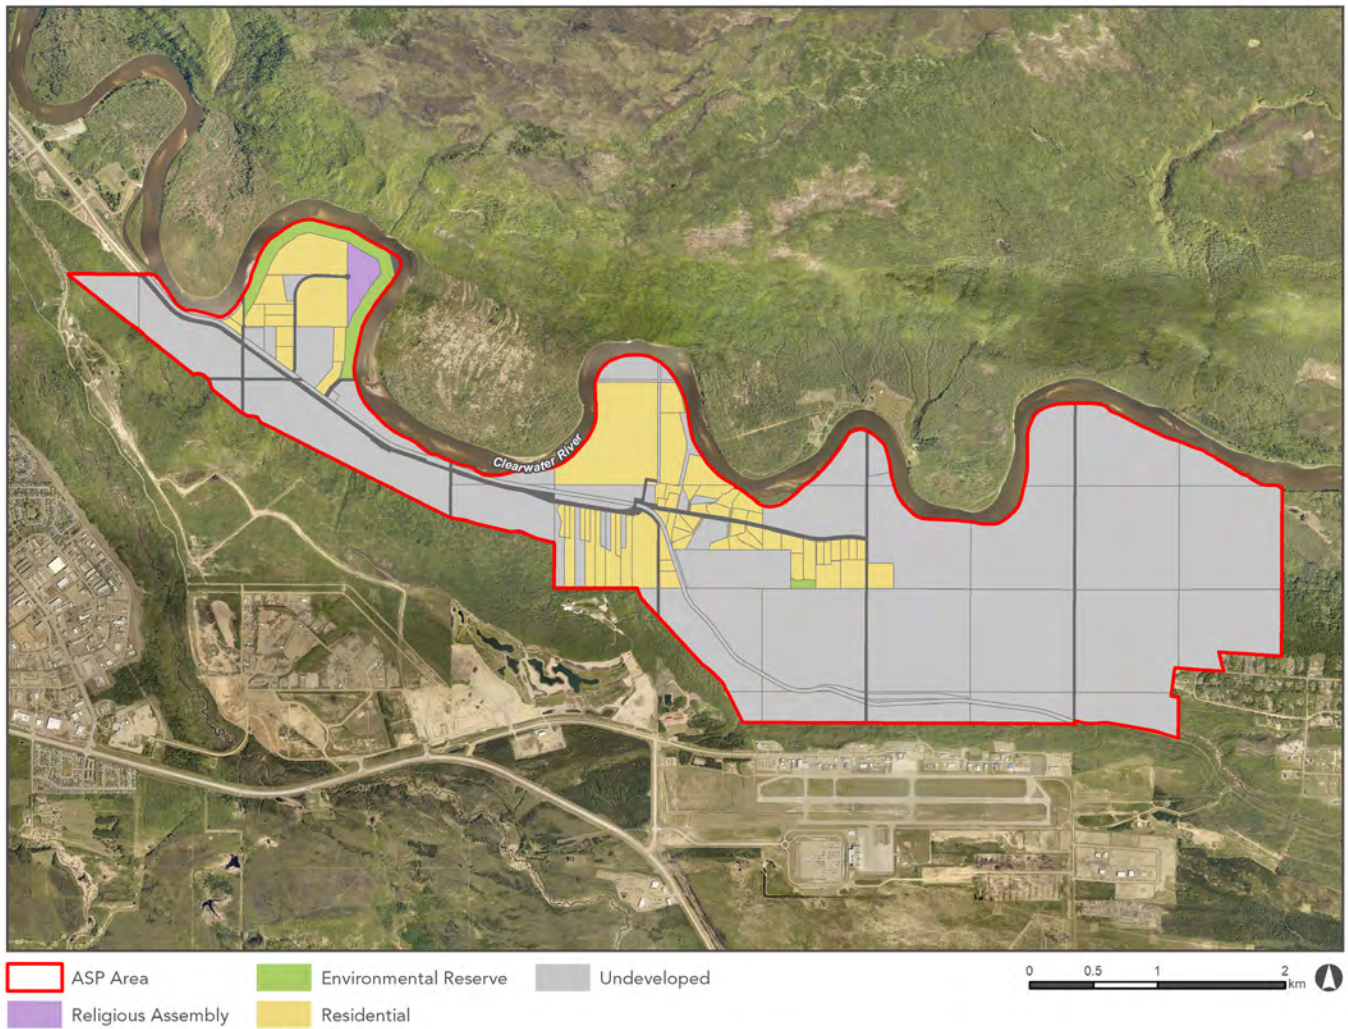 Clearwater River
ASP Area
Environmental Reserve
Undeveloped
Religious Assembly
Residential
0 0.5 1 2
km